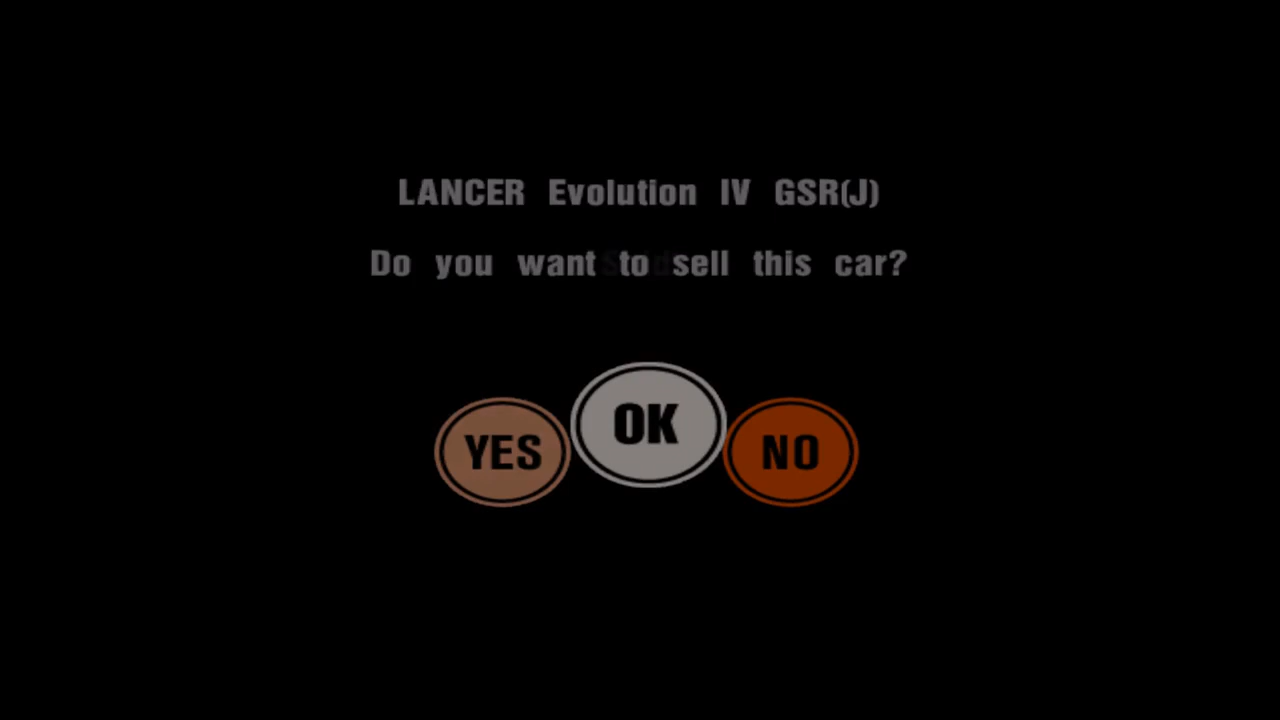 LANCER Evolution IV GSR(J)
Do you want to sell this car?
YES OK NO